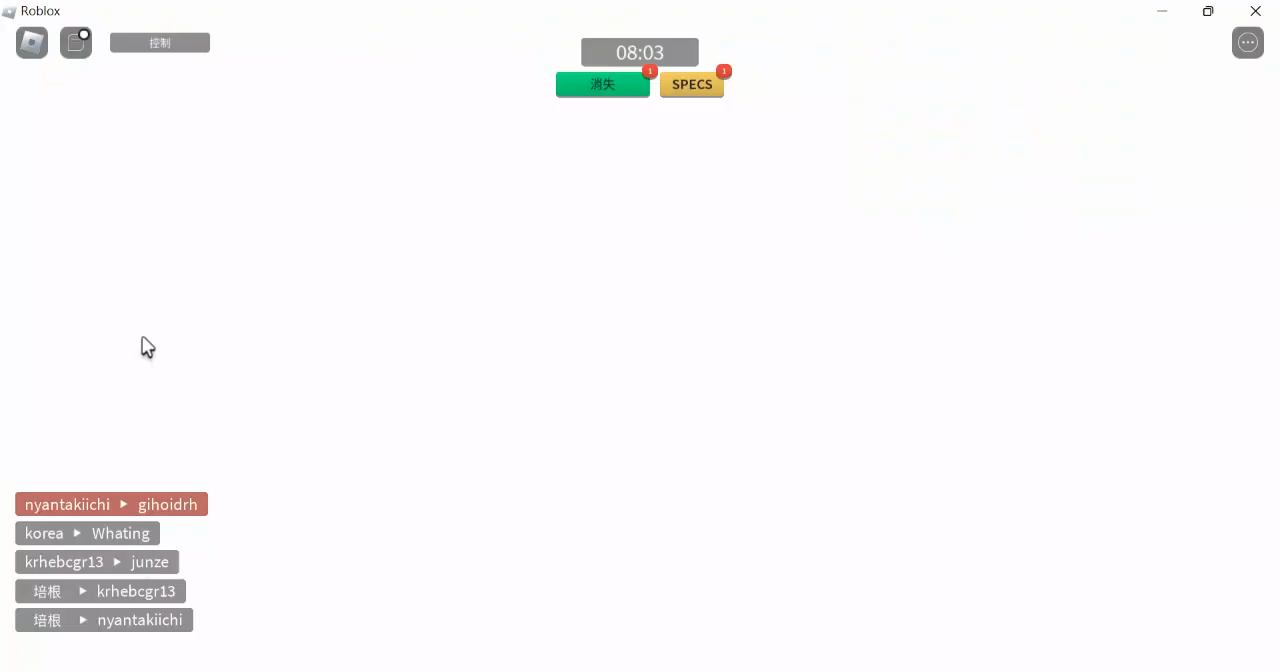 Roblox
控制
08:03
消失 1
SPECS 1
nyantakiichi ▸ gihoidrh
korea ▸ Whating
krhebcgr13 ▸ junze
培根 ▸ krhebcgr13
培根 ▸ nyantakiichi